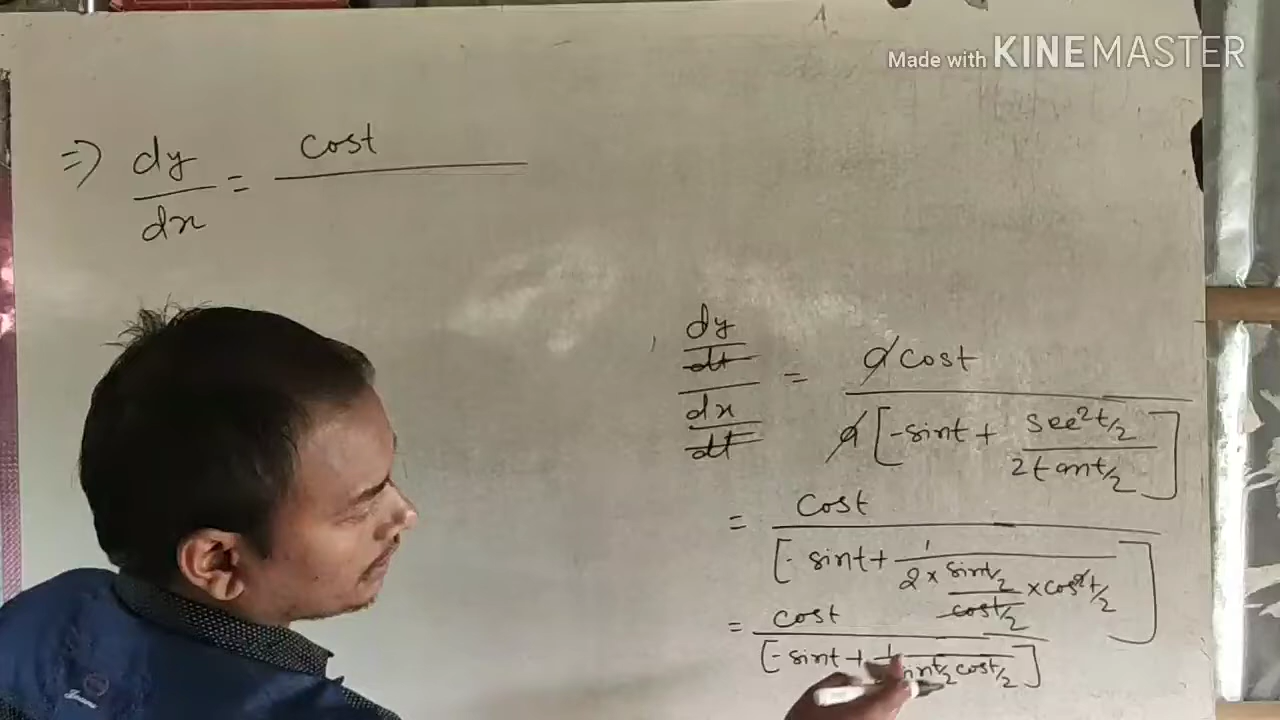 Made with KINEMASTER
⇒ dy/dx = cost/
dy/dt / dx/dt = a cost / a[-sint + sec²t/2 / 2tant/2]
= cost / [-sint + 1 / 2 × sint/2 / cost/2 × cos²t/2]
= cost / [-sint + 1 / int/2 cost/2]